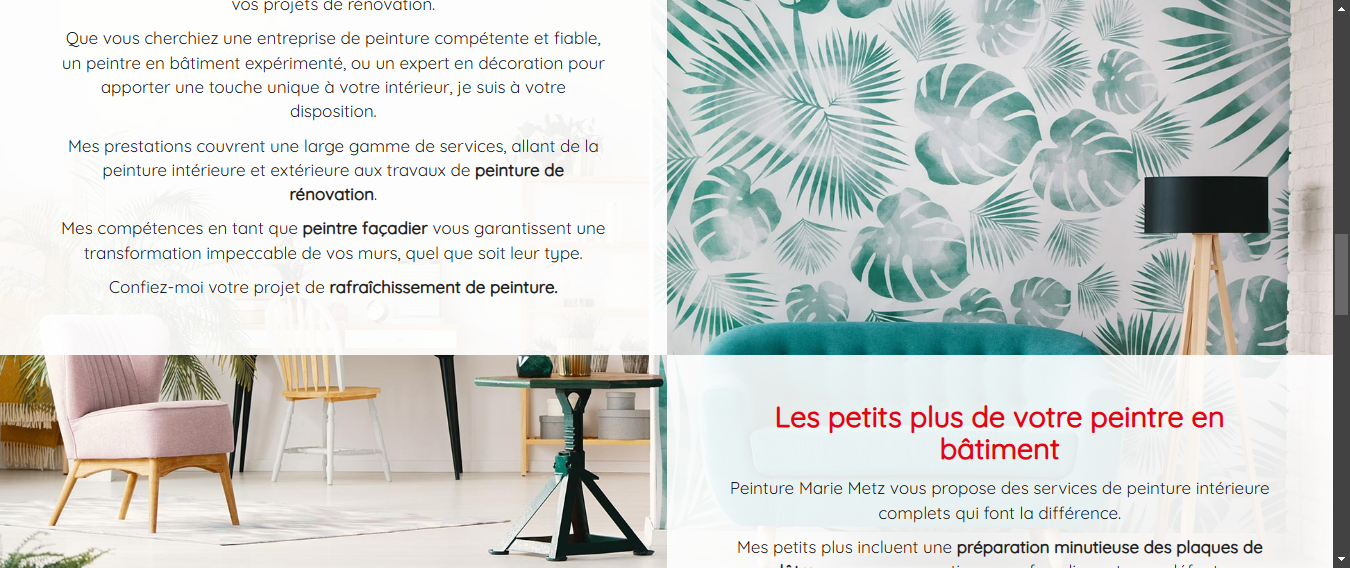 vos projets de rénovation.
Que vous cherchiez une entreprise de peinture compétente et fiable,
un peintre en bâtiment expérimenté, ou un expert en décoration pour
apporter une touche unique à votre intérieur, je suis à votre
disposition.
Mes prestations couvrent une large gamme de services, allant de la
peinture intérieure et extérieure aux travaux de peinture de
rénovation.
Mes compétences en tant que peintre façadier vous garantissent une
transformation impeccable de vos murs, quel que soit leur type.
Confiez-moi votre projet de rafraîchissement de peinture.
Les petits plus de votre peintre en
bâtiment
Peinture Marie Metz vous propose des services de peinture intérieure
complets qui font la différence.
Mes petits plus incluent une préparation minutieuse des plaques de